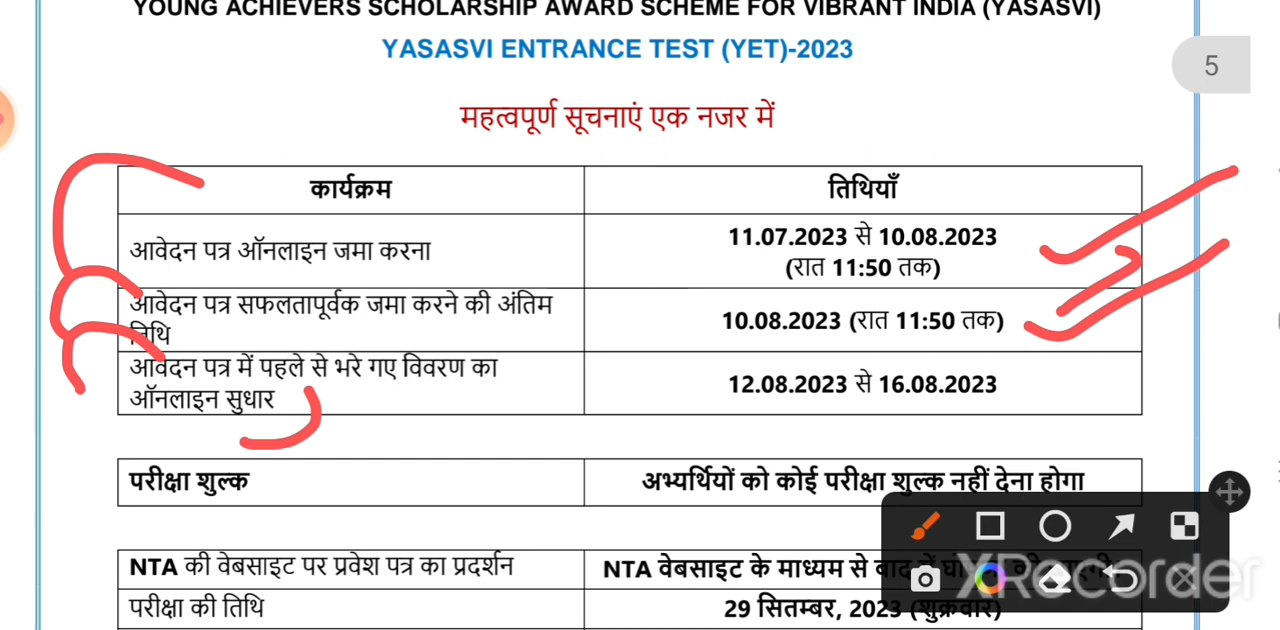 YOUNG ACHIEVERS SCHOLARSHIP AWARD SCHEME FOR VIBRANT INDIA (YASASVI)
YASASVI ENTRANCE TEST (YET)-2023
5
महत्वपूर्ण सूचनाएं एक नजर में
कार्यक्रम तिथियाँ
आवेदन पत्र ऑनलाइन जमा करना
11.07.2023 से 10.08.2023
(रात 11:50 तक)
आवेदन पत्र सफलतापूर्वक जमा करने की अंतिम
तिथि
10.08.2023 (रात 11:50 तक)
आवेदन पत्र में पहले से भरे गए विवरण का
ऑनलाइन सुधार
12.08.2023 से 16.08.2023
परीक्षा शुल्क अभ्यर्थियों को कोई परीक्षा शुल्क नहीं देना होगा
NTA की वेबसाइट पर प्रवेश पत्र का प्रदर्शन NTA वेबसाइट के माध्यम से बाद में
परीक्षा की तिथि 29 सितम्बर, 2023 (शुक्रवार)
XRecorder